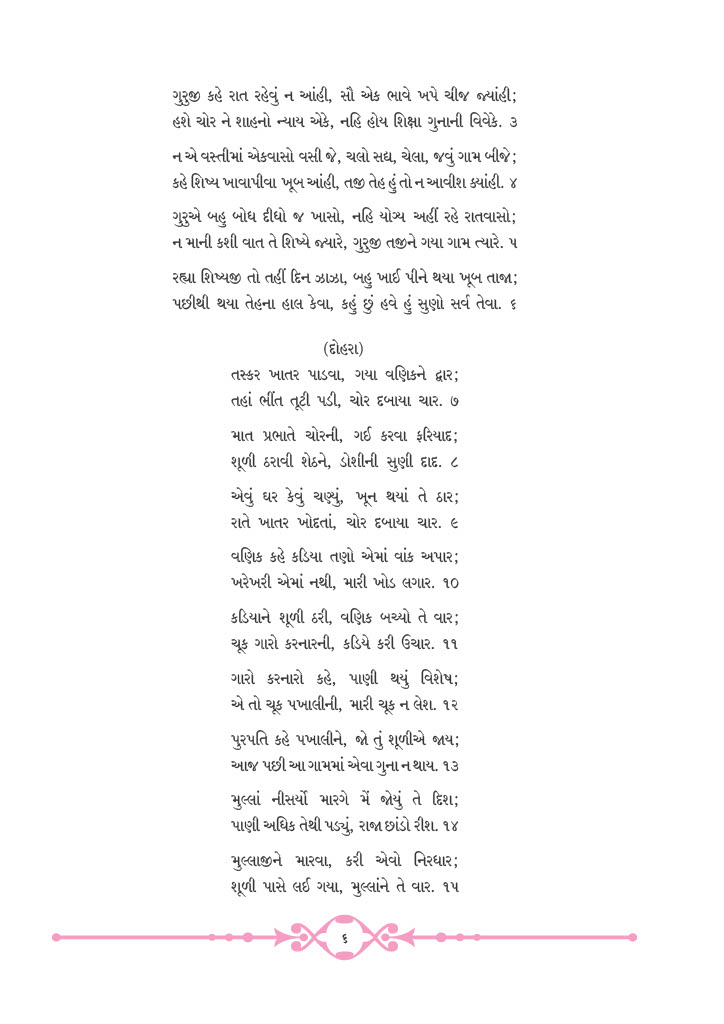 ગુરુજી કહે રાત રહેવું ન આંહી, સૌ એક ભાવે ખપે ચીજ જ્યાંહી;
હશે ચોર ને શાહનો ન્યાય એકે, નહિ હોય શિક્ષા ગુનાની વિવેકે. ૩
ન એ વસ્તીમાં એકવાસો વસી જે, ચલો સદ્ય, ચેલા, જવું ગામ બીજે;
કહે શિષ્ય ખાવાપીવા ખૂબ આંહી, તજી તેહ હું તો ન આવીશ ક્યાંહી. ૪
ગુરુએ બહુ બોધ દીધો જ ખાસો, નહિ યોગ્ય અહીં રહે રાતવાસો;
ન માની કશી વાત તે શિષ્યે જ્યારે, ગુરુજી તજીને ગયા ગામ ત્યારે. ૫
રહ્યા શિષ્યજી તો તહીં દિન ઝાઝા, બહુ ખાઈ પીને થયા ખૂબ તાજા;
પછીથી થયા તેહના હાલ કેવા, કહું છું હવે હું સુણો સર્વ તેવા. ૬
(દોહરા)
તસ્કર ખાતર પાડવા, ગયા વણિકને દ્વાર;
તહાં ભીંત તૂટી પડી, ચોર દબાયા ચાર. ૭
માત પ્રભાતે ચોરની, ગઈ કરવા ફરિયાદ;
શૂળી ઠરાવી શેઠને, ડોશીની સુણી દાદ. ૮
એવું ઘર કેવું ચણ્યું, ખૂન થયાં તે ઠાર;
રાતે ખાતર ખોદતાં, ચોર દબાયા ચાર. ૯
વણિક કહે કડિયા તણો એમાં વાંક અપાર;
ખરેખરી એમાં નથી, મારી ખોડ લગાર. ૧૦
કડિયાને શૂળી ઠરી, વણિક બચ્યો તે વાર;
ચૂક ગારો કરનારની, કડિયે કરી ઉચાર. ૧૧
ગારો કરનારો કહે, પાણી થયું વિશેષ;
એ તો ચૂક પખાલીની, મારી ચૂક ન લેશ. ૧૨
પુરપતિ કહે પખાલીને, જો તું શૂળીએ જાય;
આજ પછી આ ગામમાં એવા ગુના ન થાય. ૧૩
મુલ્લાં નીસર્યો મારગે મેં જોયું તે દિશ;
પાણી અધિક તેથી પડ્યું, રાજા છાંડો રીશ. ૧૪
મુલ્લાજીને મારવા, કરી એવો નિરધાર;
શૂળી પાસે લઈ ગયા, મુલ્લાંને તે વાર. ૧૫
૬